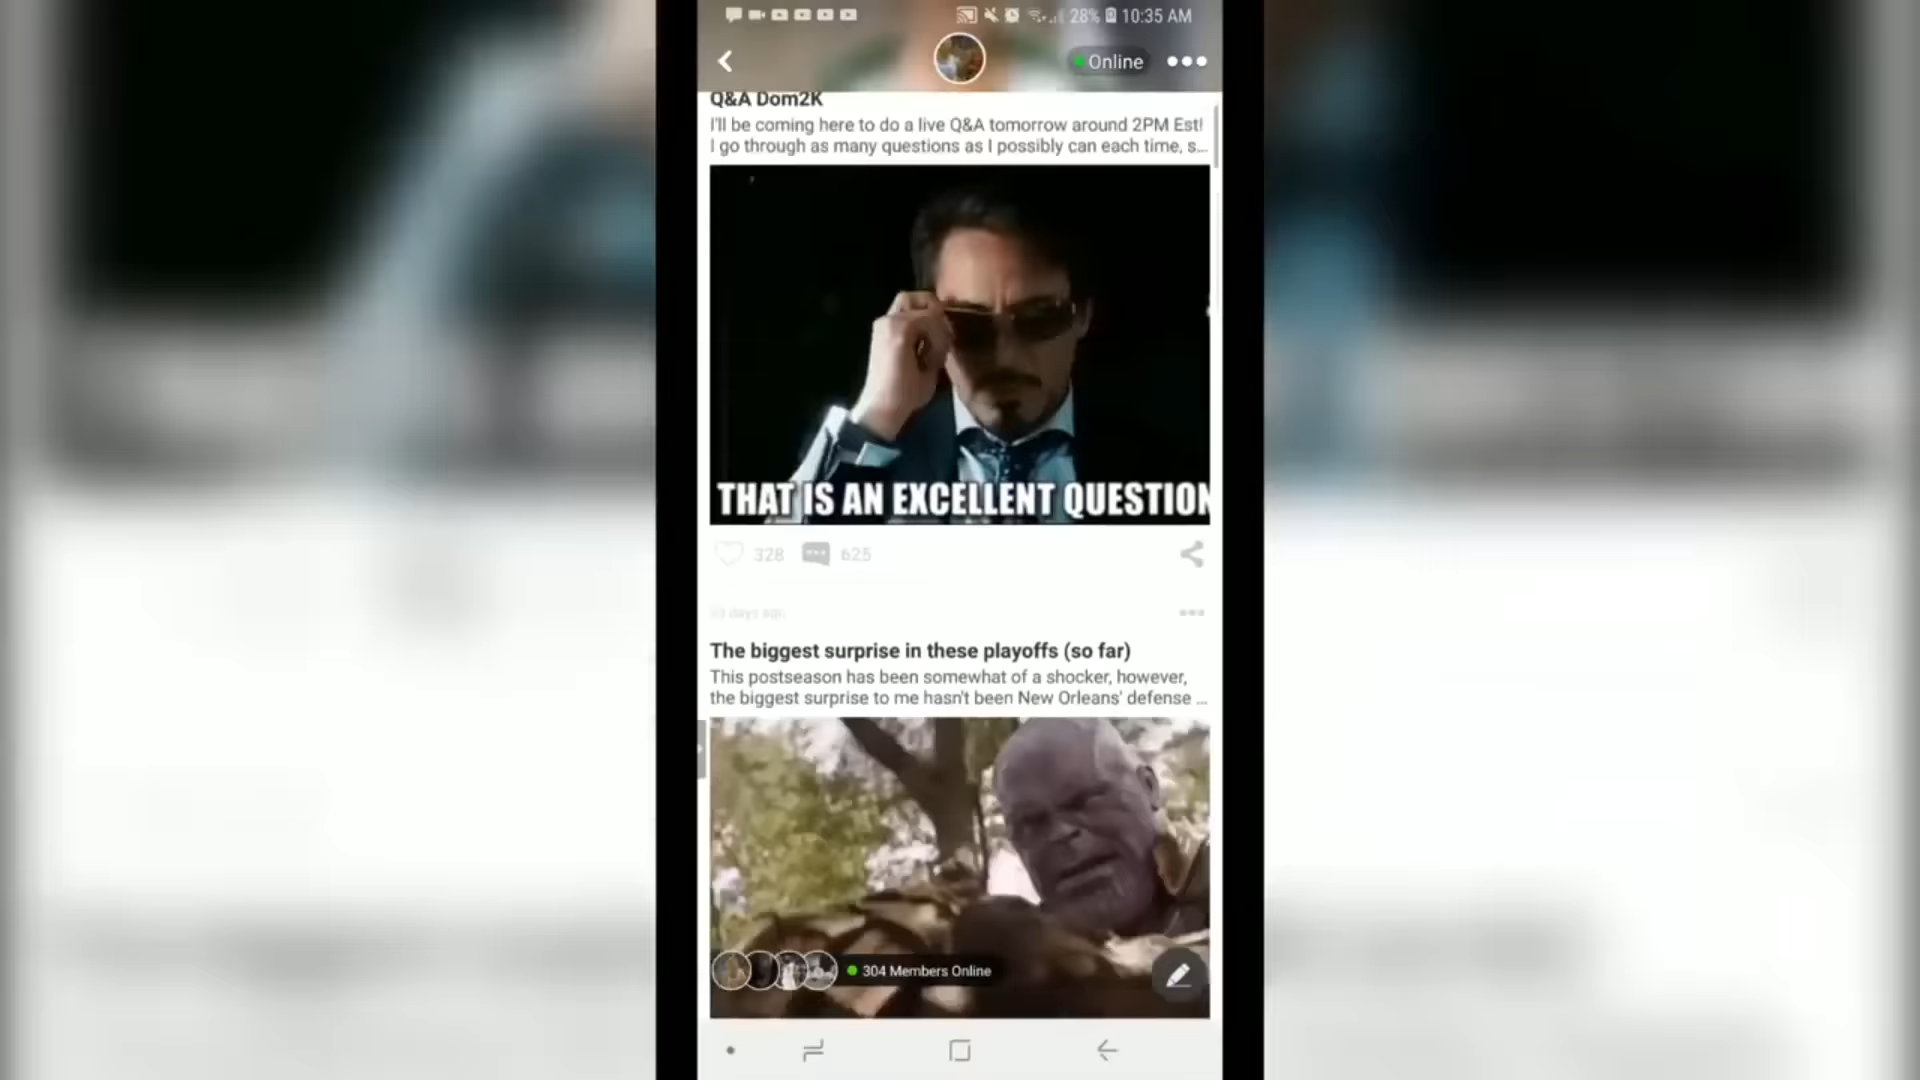 28% 10:35 AM
Online
Q&A Dom2K
I'll be coming here to do a live Q&A tomorrow around 2PM Est!
I go through as many questions as I possibly can each time, s...
THAT IS AN EXCELLENT QUESTION
328 625
days ago
The biggest surprise in these playoffs (so far)
This postseason has been somewhat of a shocker, however,
the biggest surprise to me hasn't been New Orleans' defense ...
304 Members Online